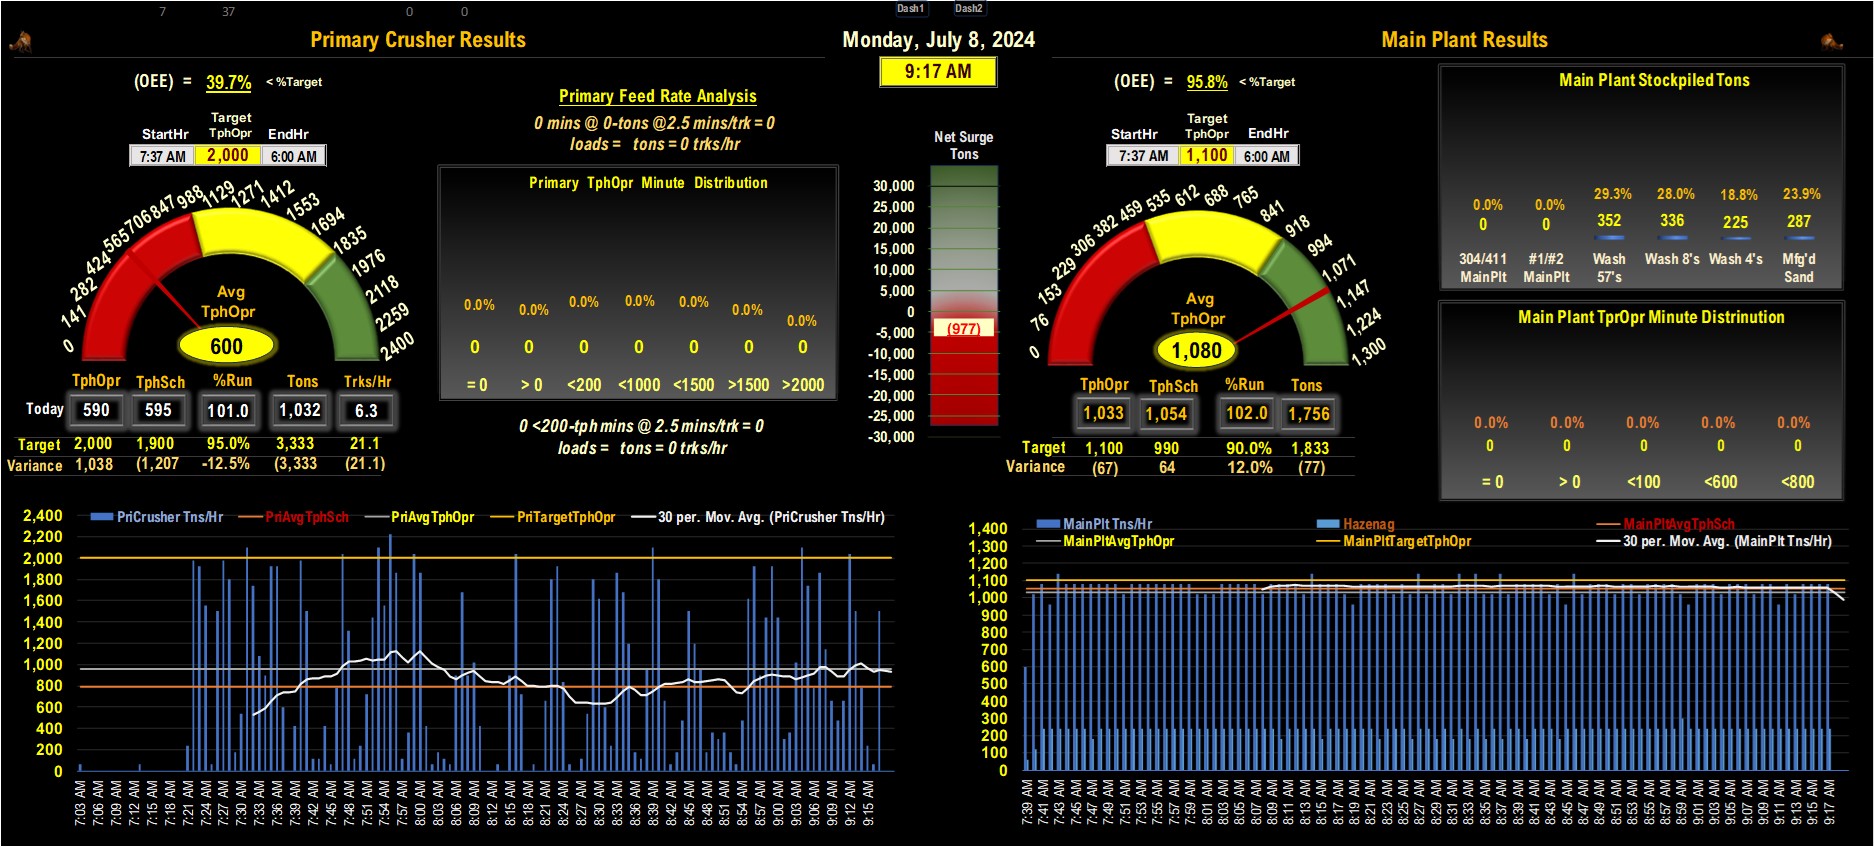 7 37 0 0 Dash1 Dash2
Primary Crusher Results
Monday, July 8, 2024
9:17 AM
Main Plant Results
(OEE) = 39.7% < %Target
Target
StartHr TphOpr EndHr
7:37 AM 2,000 6:00 AM
0 141 282 424 565 706 847 988 1129 1271 1412 1553 1694 1835 1976 2118 2259 2400
Avg
TphOpr
600
TphOpr TphSch %Run Tons Trks/Hr
Today 590 595 101.0 1,032 6.3
Target 2,000 1,900 95.0% 3,333 21.1
Variance 1,038 (1,207 -12.5% (3,333 (21.1)
Primary Feed Rate Analysis
0 mins @ 0-tons @2.5 mins/trk = 0
loads = tons = 0 trks/hr
Primary TphOpr Minute Distribution
0.0% 0.0% 0.0% 0.0% 0.0% 0.0% 0.0%
0 0 0 0 0 0 0
= 0 > 0 <200 <1000 <1500 >1500 >2000
0 <200-tph mins @ 2.5 mins/trk = 0
loads = tons = 0 trks/hr
Net Surge
Tons
30,000
25,000
20,000
15,000
10,000
5,000
0
-5,000
-10,000
-15,000
-20,000
-25,000
-30,000
(977)
(OEE) = 95.8% < %Target
Target
StartHr TphOpr EndHr
7:37 AM 1,100 6:00 AM
0 76 153 229 306 382 459 535 612 688 765 841 918 994 1,071 1,147 1,224 1,300
Avg
TphOpr
1,080
TphOpr TphSch %Run Tons
1,033 1,054 102.0 1,756
Target 1,100 990 90.0% 1,833
Variance (67) 64 12.0% (77)
Main Plant Stockpiled Tons
0.0% 0.0% 29.3% 28.0% 18.8% 23.9%
0 0 352 336 225 287
304/411 #1/#2 Wash Wash 8's Wash 4's Mfg'd
MainPlt MainPlt 57's Sand
Main Plant TprOpr Minute Distrinution
0.0% 0.0% 0.0% 0.0% 0.0%
0 0 0 0 0
= 0 > 0 <100 <600 <800
PriCrusher Tns/Hr PriAvgTphSch PriAvgTphOpr PriTargetTphOpr 30 per. Mov. Avg. (PriCrusher Tns/Hr)
2,400
2,200
2,000
1,800
1,600
1,400
1,200
1,000
800
600
400
200
0
7:03 AM 7:06 AM 7:09 AM 7:12 AM 7:15 AM 7:18 AM 7:21 AM 7:24 AM 7:27 AM 7:30 AM 7:33 AM 7:36 AM 7:39 AM 7:42 AM 7:45 AM 7:48 AM 7:51 AM 7:54 AM 7:57 AM 8:00 AM 8:03 AM 8:06 AM 8:09 AM 8:12 AM 8:15 AM 8:18 AM 8:21 AM 8:24 AM 8:27 AM 8:30 AM 8:33 AM 8:36 AM 8:39 AM 8:42 AM 8:45 AM 8:48 AM 8:51 AM 8:54 AM 8:57 AM 9:00 AM 9:03 AM 9:06 AM 9:09 AM 9:12 AM 9:15 AM
MainPlt Tns/Hr Hazenag MainPltAvgTphSch
MainPltAvgTphOpr MainPltTargetTphOpr 30 per. Mov. Avg. (MainPlt Tns/Hr)
1,400
1,300
1,200
1,100
1,000
900
800
700
600
500
400
300
200
100
0
7:39 AM 7:41 AM 7:43 AM 7:45 AM 7:47 AM 7:49 AM 7:51 AM 7:53 AM 7:55 AM 7:57 AM 7:59 AM 8:01 AM 8:03 AM 8:05 AM 8:07 AM 8:09 AM 8:11 AM 8:13 AM 8:15 AM 8:17 AM 8:19 AM 8:21 AM 8:23 AM 8:25 AM 8:27 AM 8:29 AM 8:31 AM 8:33 AM 8:35 AM 8:37 AM 8:39 AM 8:41 AM 8:43 AM 8:45 AM 8:47 AM 8:49 AM 8:51 AM 8:53 AM 8:55 AM 8:57 AM 8:59 AM 9:01 AM 9:03 AM 9:05 AM 9:07 AM 9:09 AM 9:11 AM 9:13 AM 9:15 AM 9:17 AM